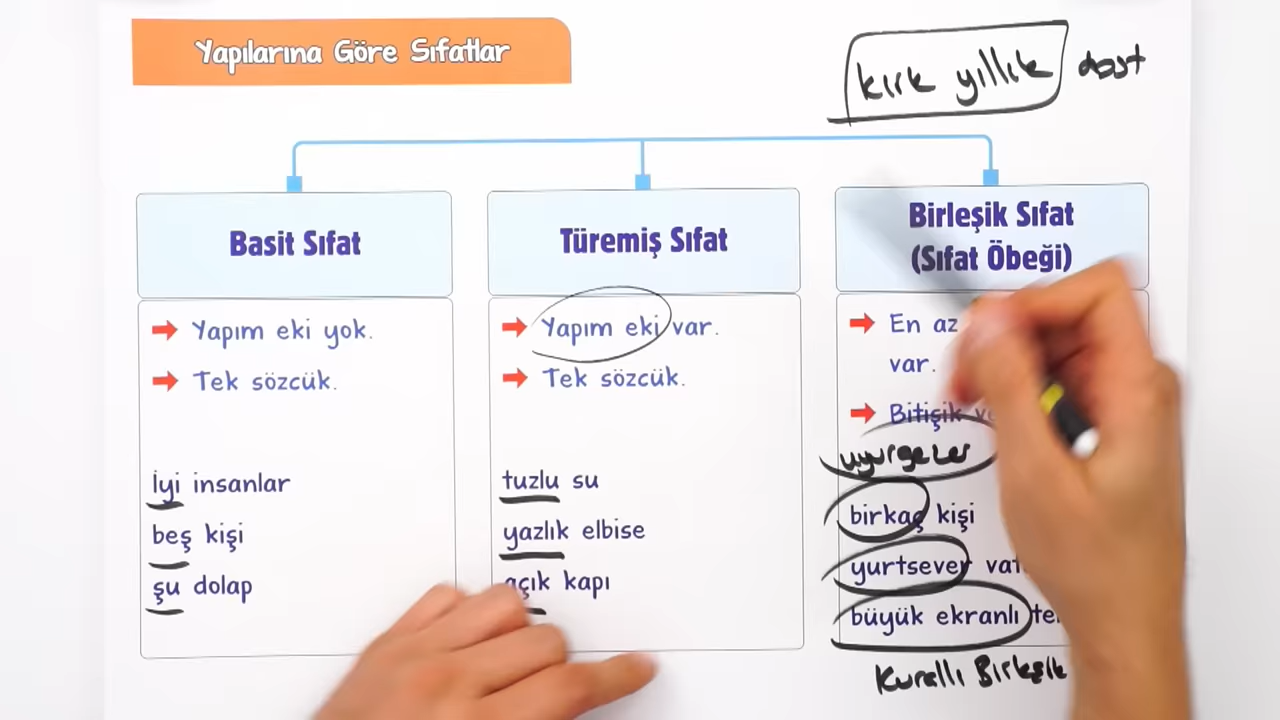 Yapılarına Göre Sıfatlar
kırk yıllık dost
Basit Sıfat
Yapım eki yok.
Tek sözcük.
İyi insanlar
beş kişi
şu dolap
Türemiş Sıfat
Yapım eki var.
Tek sözcük.
tuzlu su
yazlık elbise
açık kapı
Birleşik Sıfat
(Sıfat Öbeği)
En az
var.
Bitişik
uyurgezer
birkaç kişi
yurtsever
büyük ekranlı
Kurallı Birleşik